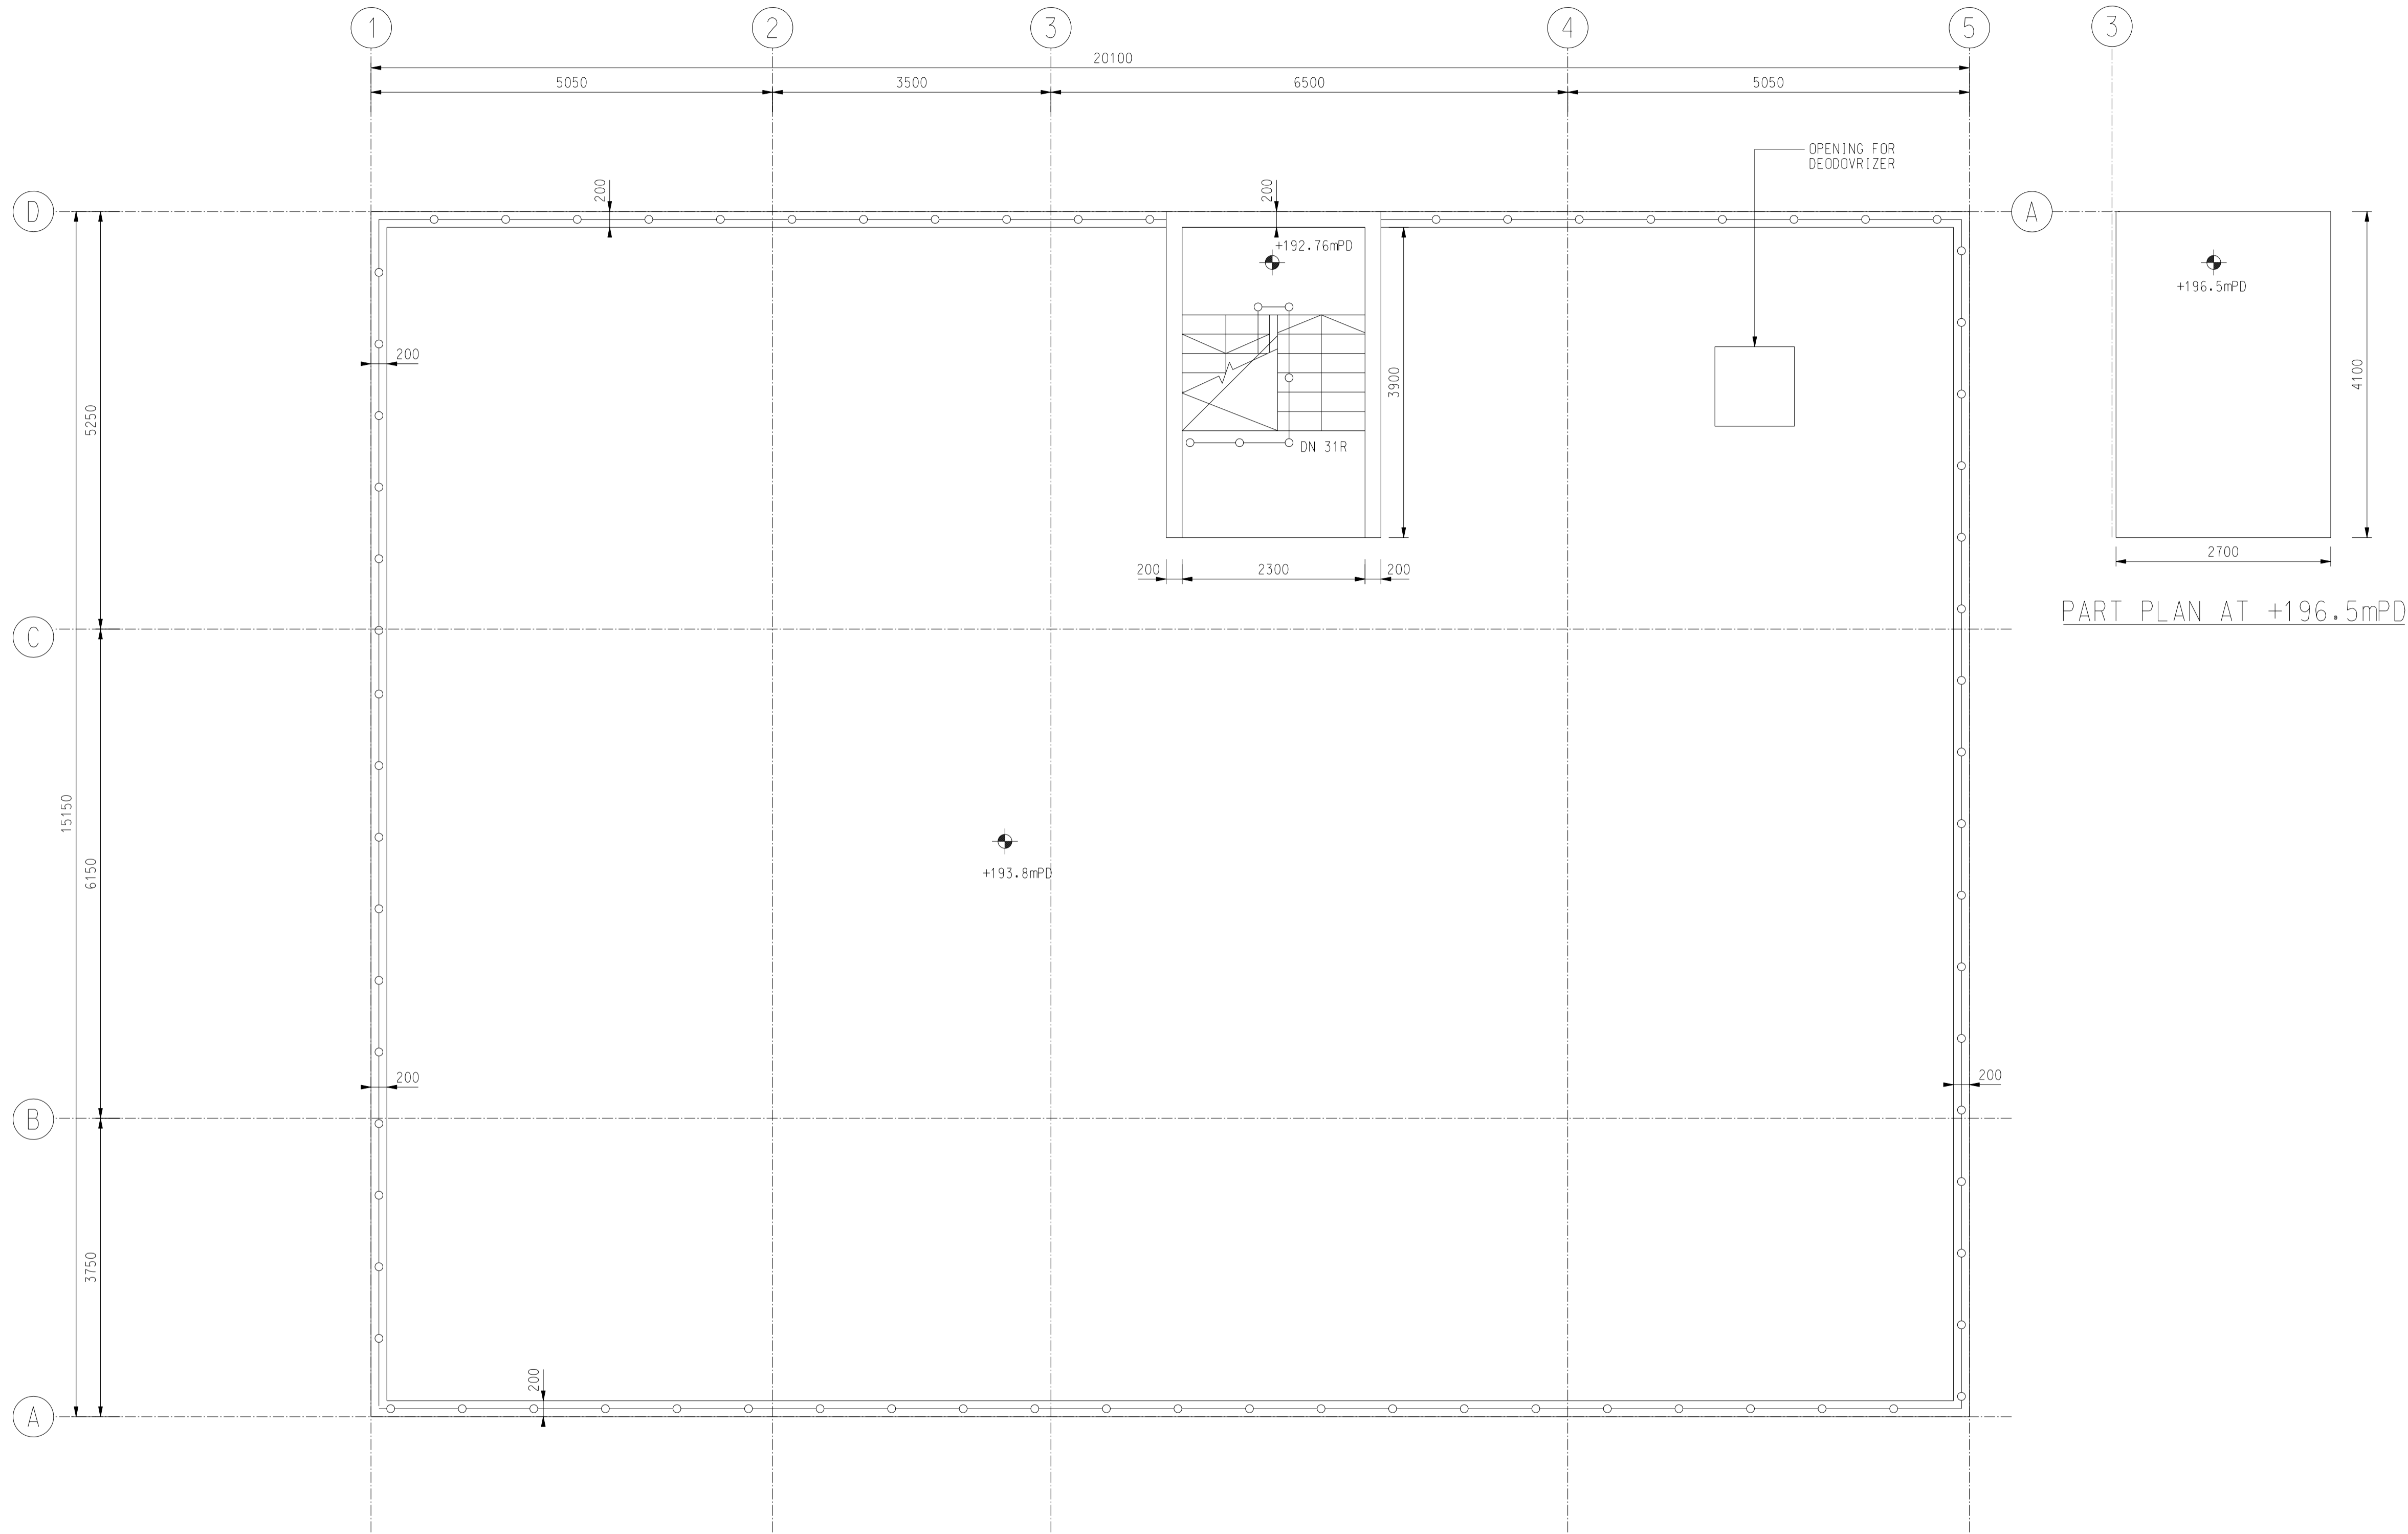 1
2
3
4
5
3
20100
5050
3500
6500
5050
OPENING FOR
DEODOVRIZER
200
200
D
A
+192.76mPD
+196.5mPD
200
3900
4100
5250
DN 31R
2700
200
2300
200
PART PLAN AT +196.5mPD
C
15150
6150
+193.8mPD
200
200
B
3750
200
A